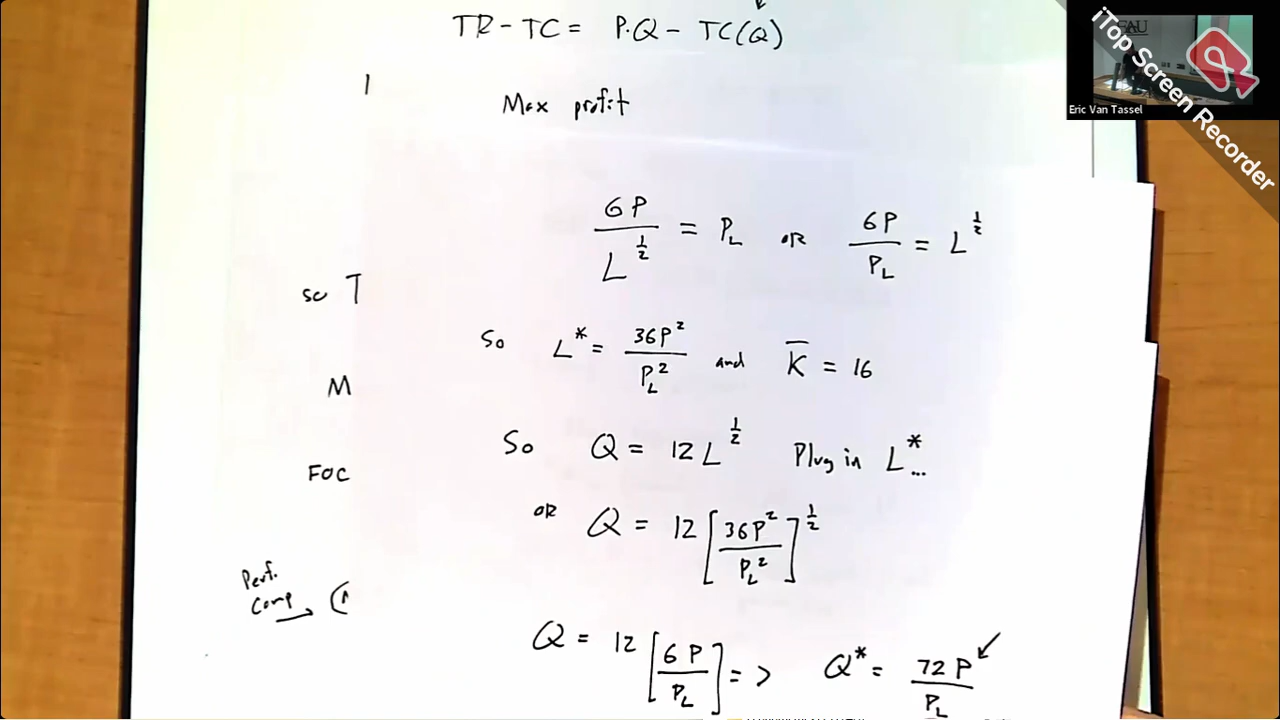 TR - TC = P.Q - TC(Q)
Max profit
6P / L^½ = P_L OR 6P / P_L = L^½
so T
So L* = 36P² / P_L² and K̄ = 16
M
So Q = 12 L^½ Plug in L*...
FOC
OR Q = 12 [36P² / P_L²]^½
Perf.
Comp →
Q = 12 [6P / P_L] => Q* = 72P / P_L
FAU
Eric Van Tassel
iTop Screen Recorder